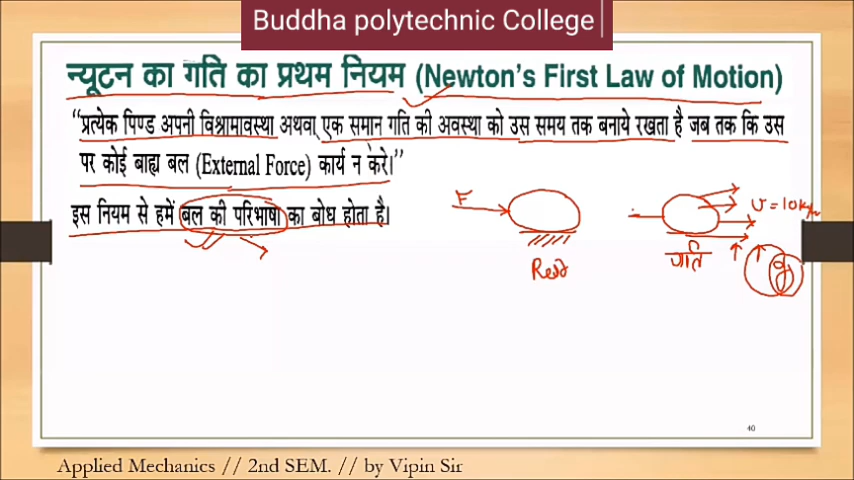 Buddha polytechnic College
न्यूटन का गति का प्रथम नियम (Newton's First Law of Motion)
“प्रत्येक पिण्ड अपनी विश्रामावस्था अथवा एक समान गति की अवस्था को उस समय तक बनाये रखता है जब तक कि उस
पर कोई बाह्य बल (External Force) कार्य न करे।”
इस नियम से हमें बल की परिभाषा का बोध होता है।
F
Rest
गति
40
Applied Mechanics // 2nd SEM. // by Vipin Sir